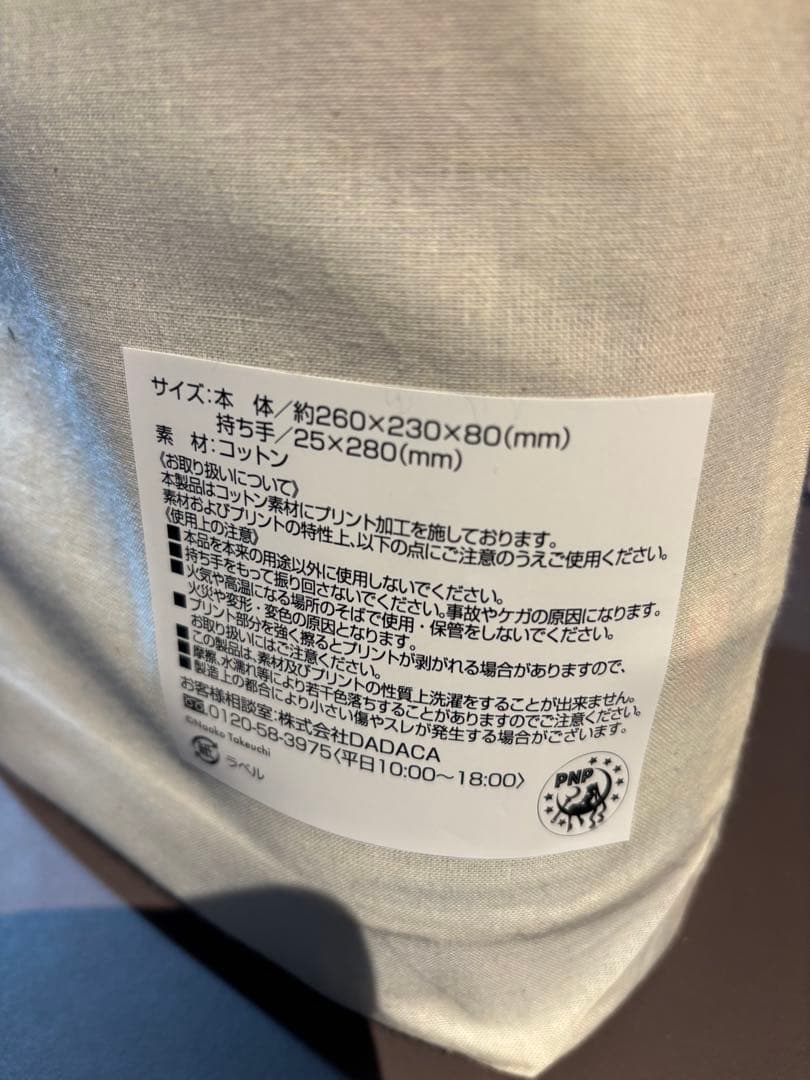 サイズ:本　体/約260×230×80(mm)
持ち手/25×280(mm)
素　材:コットン
《お取り扱いについて》
本製品はコットン素材にプリント加工を施しております。
素材およびプリントの特性上、以下の点にご注意のうえご使用ください。
《使用上の注意》
■本品を本来の用途以外に使用しないでください。
■持ち手をもって振り回さないでください。事故やケガの原因になります。
■火気や高温になる場所のそばで使用・保管をしないでください。
火災や変形・変色の原因となります。
■プリント部分を強く擦るとプリントが剥がれる場合がありますので、
お取り扱いにはご注意ください。
■この製品は、素材及びプリントの性質上洗濯をすることが出来ません。
■摩擦、水濡れ等により若干色落ちすることがありますのでご注意ください。
■製造上の都合により小さい傷やスレが発生する場合がございます。
お客様相談室:株式会社DADACA
0120-58-3975〈平日10:00〜18:00〉
©Naoko Takeuchi
紙 ラベル
PNP